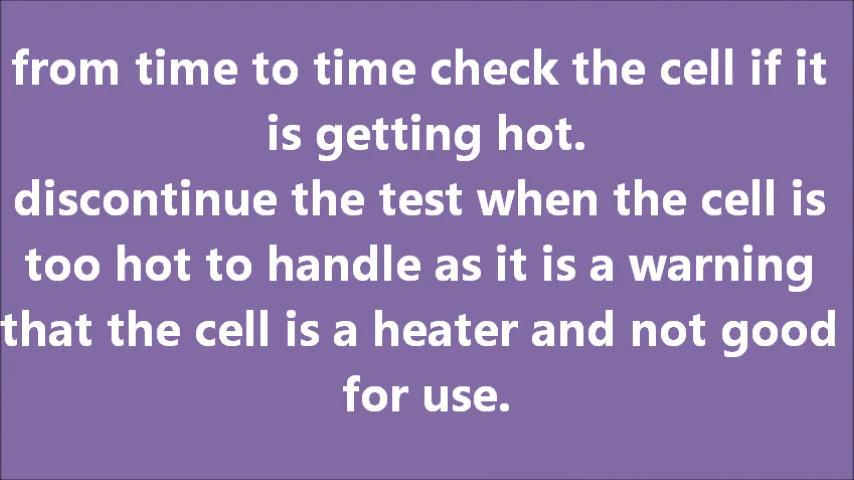 from time to time check the cell if it
is getting hot.
discontinue the test when the cell is
too hot to handle as it is a warning
that the cell is a heater and not good
for use.